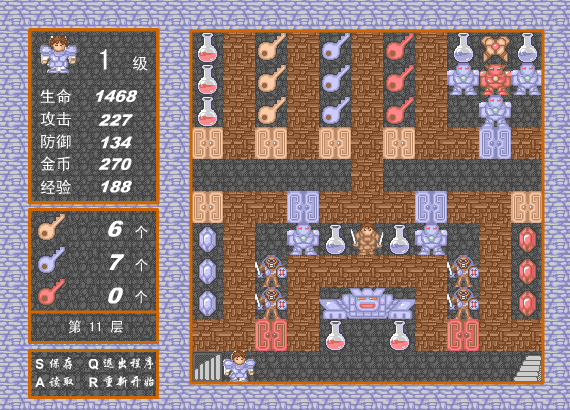 1 级
生命 1468
攻击 227
防御 134
金币 270
经验 188
6 个
7 个
0 个
第 11 层
S 保存 Q 退出程序
A 读取 R 重新开始